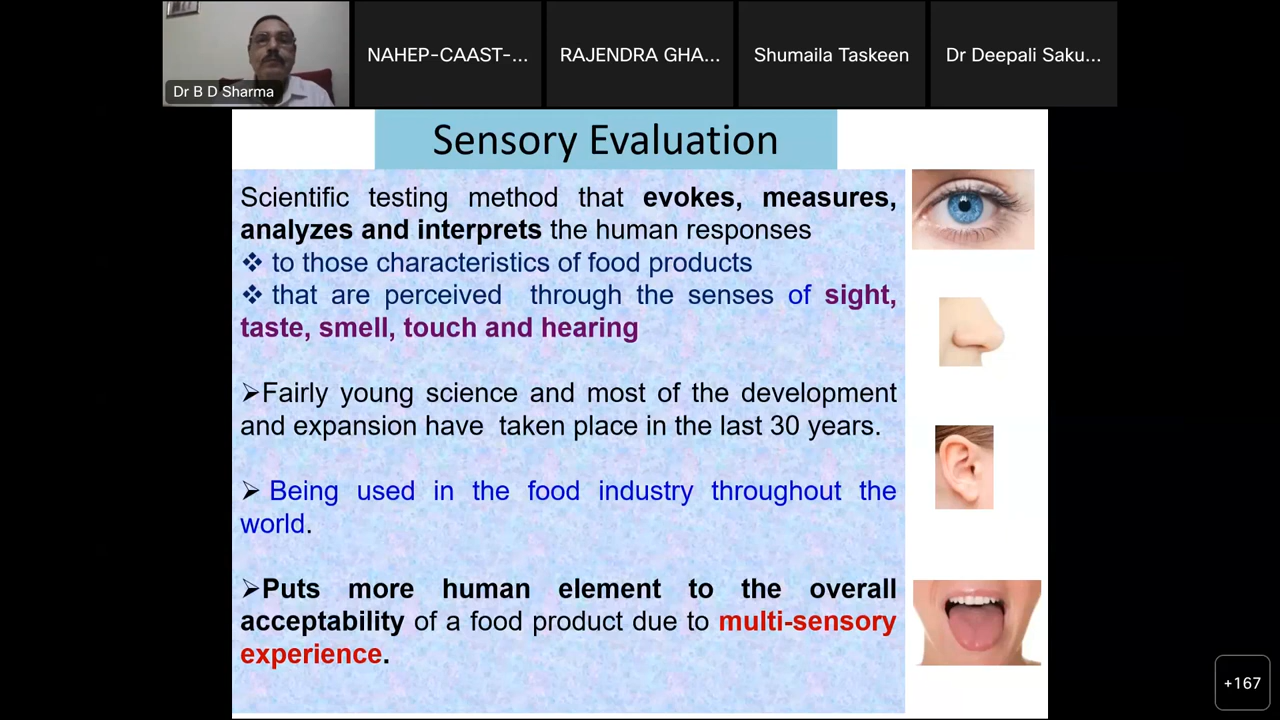 NAHEP-CAAST-...
RAJENDRA GHA...
Shumaila Taskeen
Dr Deepali Saku...
Dr B D Sharma
Sensory Evaluation
Scientific testing method that evokes, measures,
analyzes and interprets the human responses
❖ to those characteristics of food products
❖ that are perceived through the senses of sight,
taste, smell, touch and hearing
➢Fairly young science and most of the development
and expansion have taken place in the last 30 years.
➢ Being used in the food industry throughout the
world.
➢Puts more human element to the overall
acceptability of a food product due to multi-sensory
experience.
+167